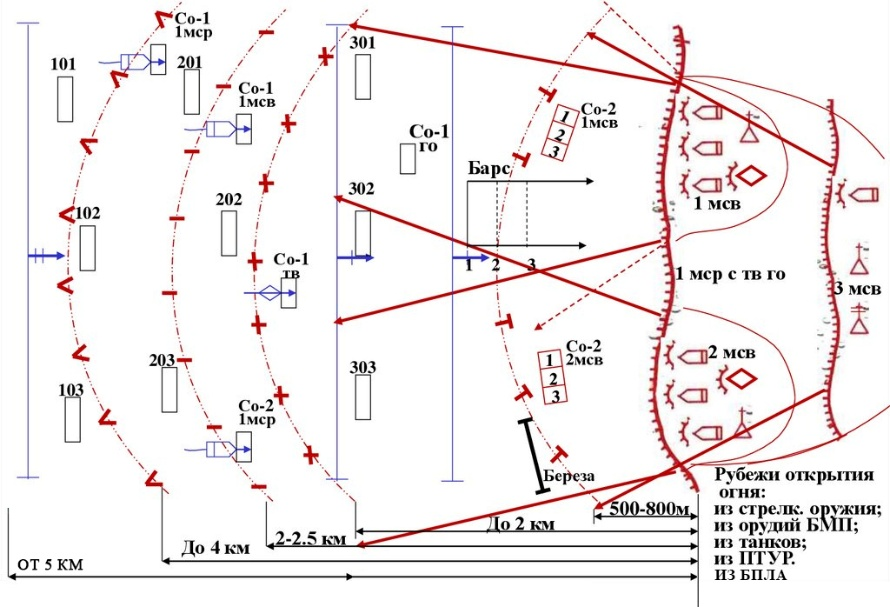 Со-1
1мср
101
201
Со-1
1мсв
301
Со-1
го
Со-2
1мсв
1
2
3
Барс
1 мсв
102
202
302
Со-1
тв
1
2
3
1 мср с тв го
3 мсв
203
103
Со-2
1мср
303
Со-2
2мсв
1
2
3
2 мсв
Береза
Рубежи открытия
огня:
из стрелк. оружия;
из орудий БМП;
из танков;
из ПТУР.
ИЗ БПЛА
500-800м
До 2 км
2-2.5 км
До 4 км
ОТ 5 КМ